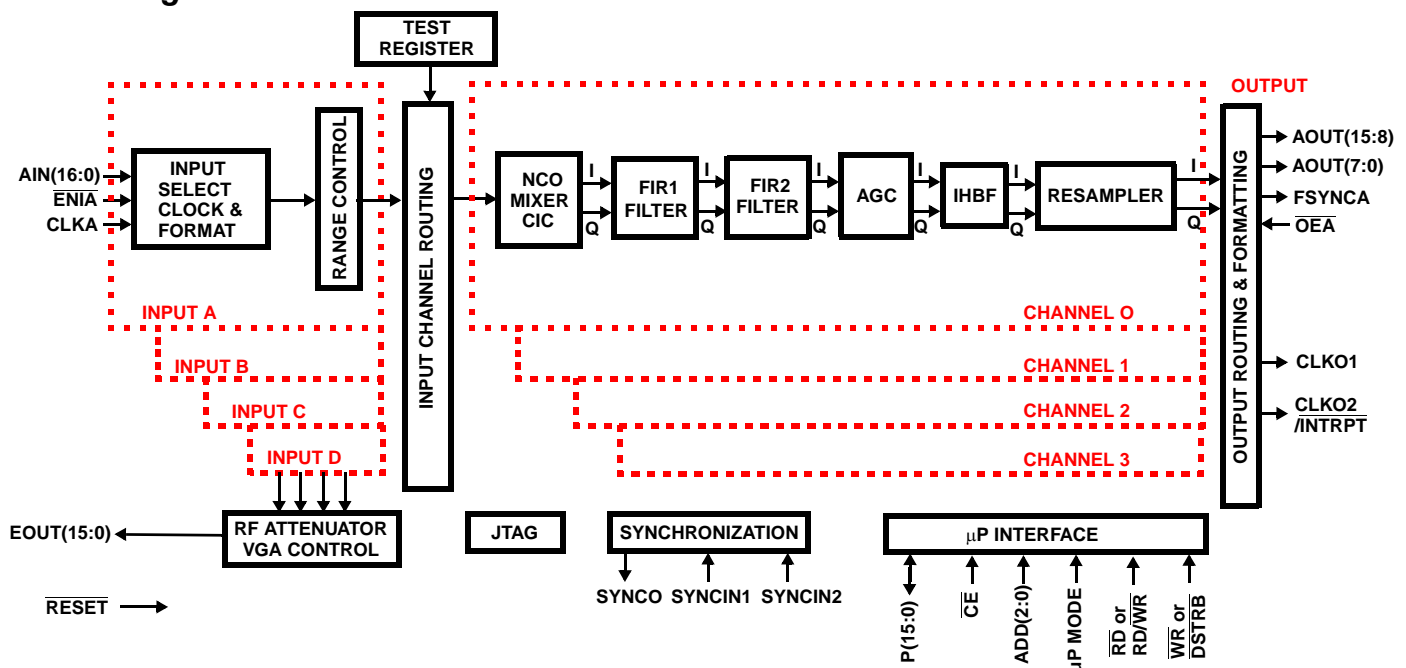 TEST
REGISTER
OUTPUT
AIN(16:0)
ENIA
CLKA
INPUT
SELECT
CLOCK &
FORMAT
RANGE CONTROL
INPUT CHANNEL ROUTING
NCO
MIXER
CIC
I
Q
FIR1
FILTER
I
Q
FIR2
FILTER
I
Q
AGC
I
Q
IHBF
I
Q
RESAMPLER
I
Q
OUTPUT ROUTING & FORMATTING
AOUT(15:8)
AOUT(7:0)
FSYNCA
OEA
CLKO1
CLKO2
/INTRPT
INPUT A
INPUT B
INPUT C
INPUT D
CHANNEL O
CHANNEL 1
CHANNEL 2
CHANNEL 3
EOUT(15:0)
RF ATTENUATOR
VGA CONTROL
JTAG
SYNCHRONIZATION
SYNCO
SYNCIN1
SYNCIN2
μP INTERFACE
P(15:0)
CE
ADD(2:0)
μP MODE
RD or
RD/WR
WR or
DSTRB
RESET